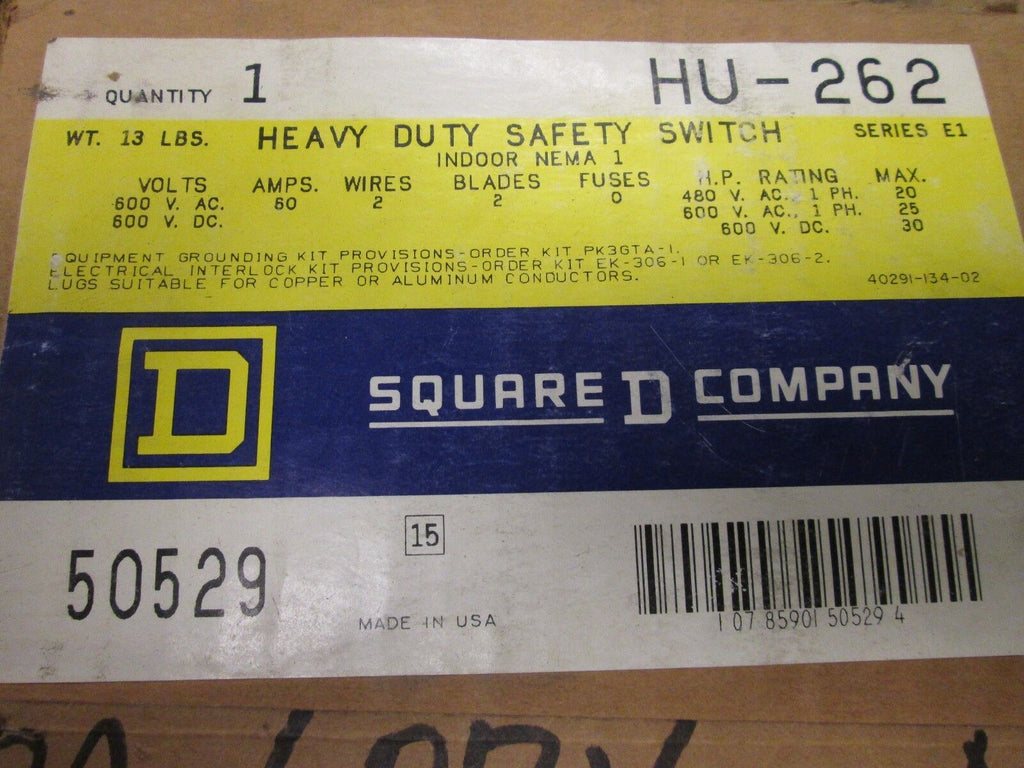 QUANTITY 1 HU-262
WT. 13 LBS. HEAVY DUTY SAFETY SWITCH SERIES E1
INDOOR NEMA 1
VOLTS AMPS. WIRES BLADES FUSES H.P. RATING MAX.
600 V. AC. 60 2 2 0 480 V. AC. 1 PH. 20
600 V. DC. 600 V. AC., 1 PH. 25
600 V. DC. 30
EQUIPMENT GROUNDING KIT PROVISIONS-ORDER KIT PK3GTA-1.
ELECTRICAL INTERLOCK KIT PROVISIONS-ORDER KIT EK-306-1 OR EK-306-2.
LUGS SUITABLE FOR COPPER OR ALUMINUM CONDUCTORS. 40291-134-02
D SQUARE D COMPANY
15
50529
MADE IN USA
1 07 85901 50529 4